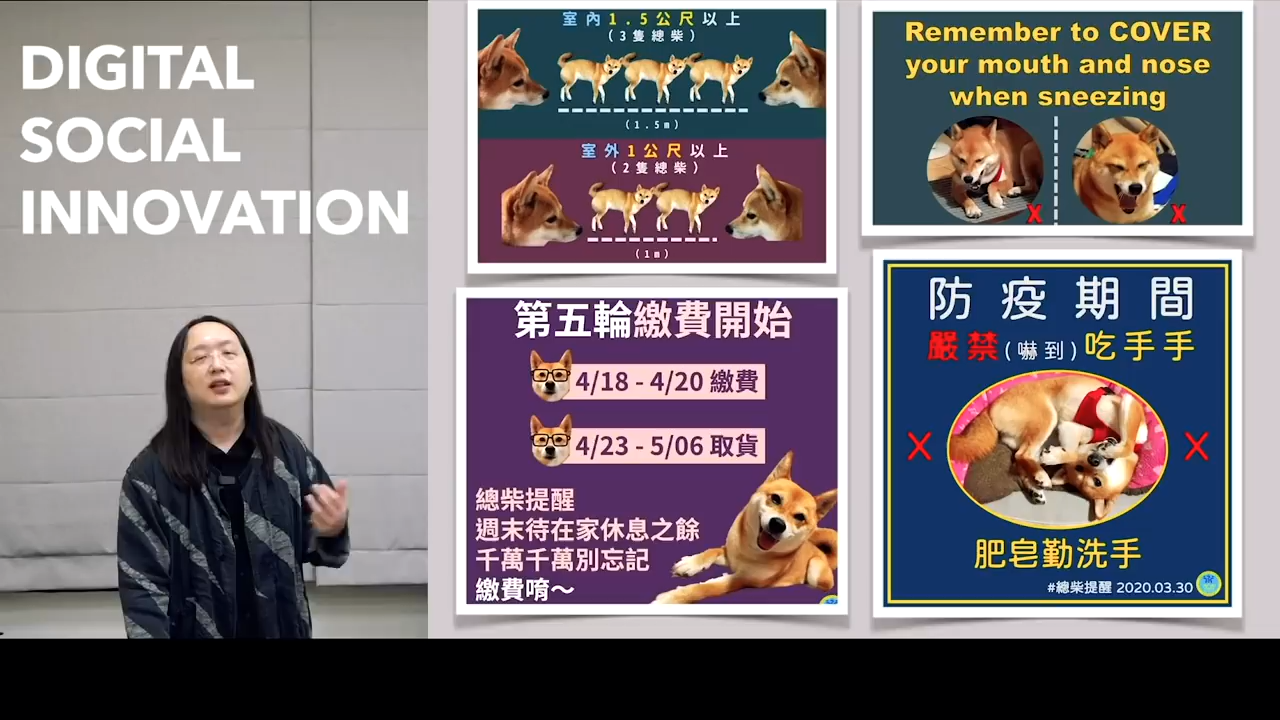 DIGITAL
SOCIAL
INNOVATION
室內1.5公尺以上
(3隻總柴)
(1.5m)
室外1公尺以上
(2隻總柴)
(1m)
Remember to COVER
your mouth and nose
when sneezing
X
X
第五輪繳費開始
4/18 - 4/20 繳費
4/23 - 5/06 取貨
總柴提醒
週末待在家休息之餘
千萬千萬別忘記
繳費唷～
防疫期間
嚴禁(嚇到)吃手手
X
X
肥皂勤洗手
#總柴提醒 2020.03.30